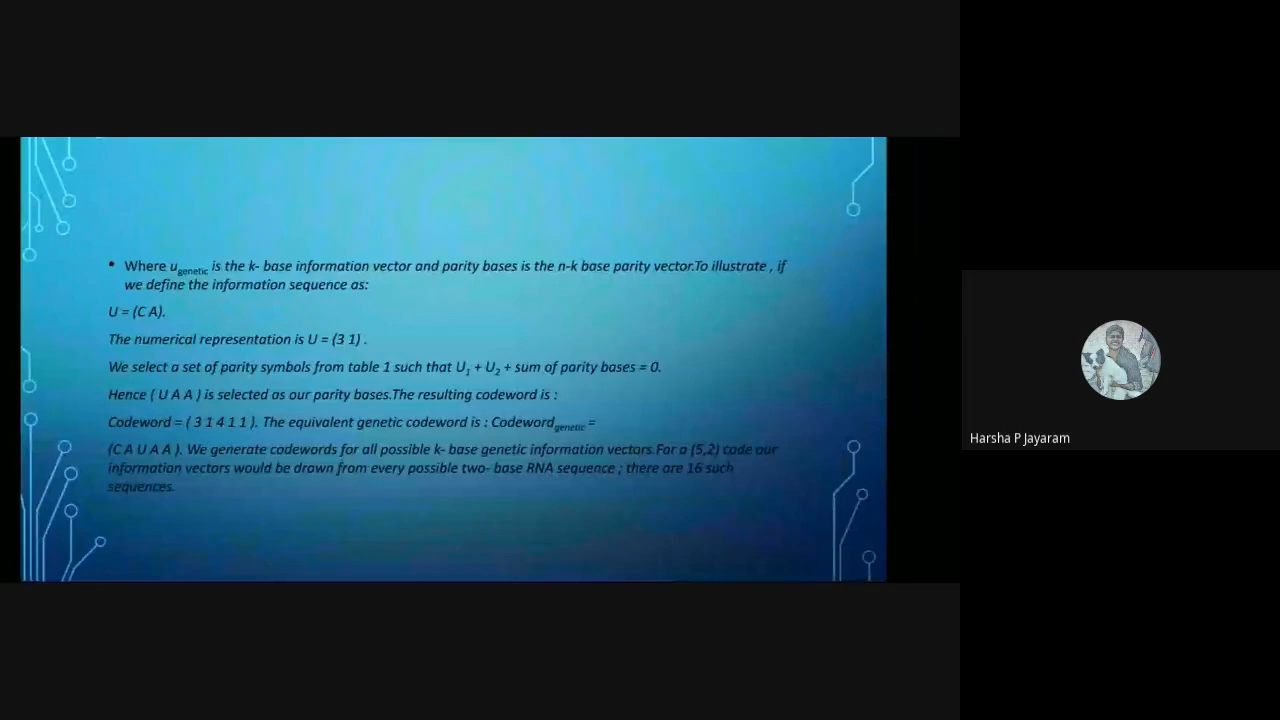 • Where ugenetic is the k- base information vector and parity bases is the n-k base parity vector.To illustrate , if
we define the information sequence as:
U = (C A).
The numerical representation is U = (3 1) .
We select a set of parity symbols from table 1 such that U1 + U2 + sum of parity bases = 0.
Hence ( U A A ) is selected as our parity bases.The resulting codeword is :
Codeword = ( 3 1 4 1 1 ). The equivalent genetic codeword is : Codewordgenetic =
(C A U A A ). We generate codewords for all possible k- base genetic information vectors.For a (5,2) code our
information vectors would be drawn from every possible two- base RNA sequence ; there are 16 such
sequences.
Harsha P Jayaram